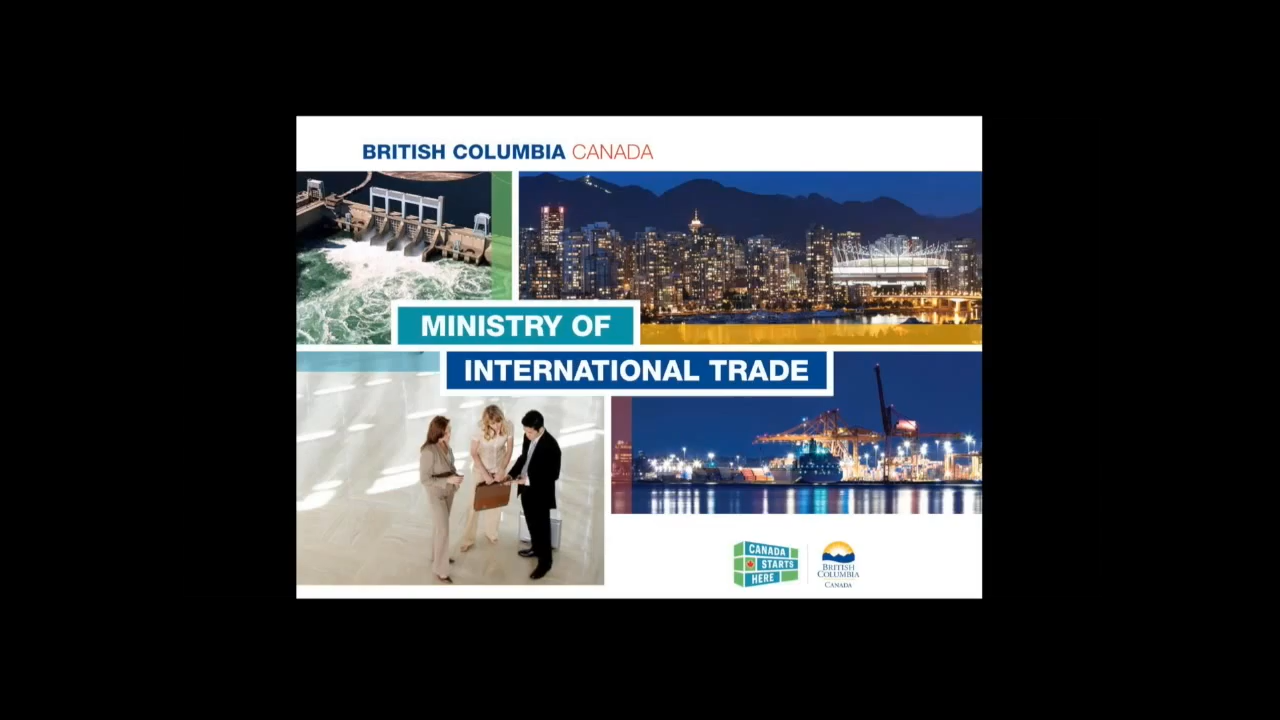 BRITISH COLUMBIA CANADA
MINISTRY OF
INTERNATIONAL TRADE
CANADA
STARTS
HERE
BRITISH
COLUMBIA
CANADA